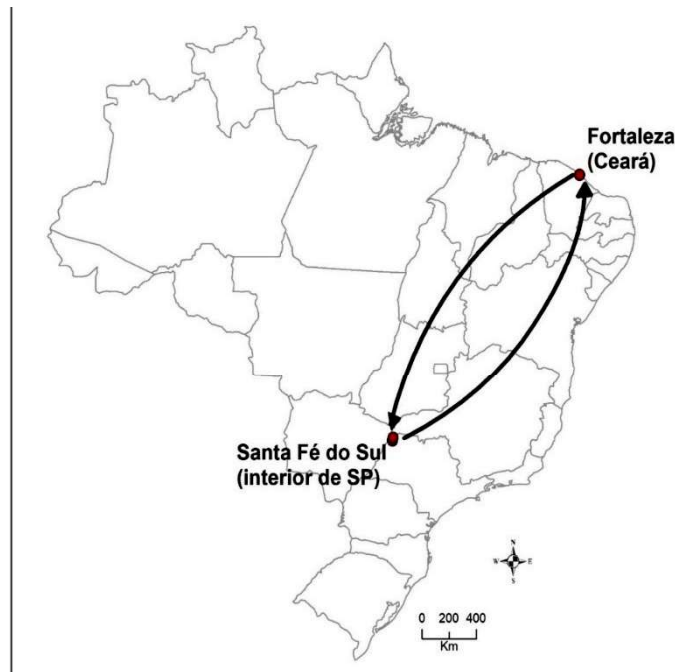 Fortaleza
(Ceará)
Santa Fé do Sul
(interior de SP)
N
W E
S
0 200 400
Km